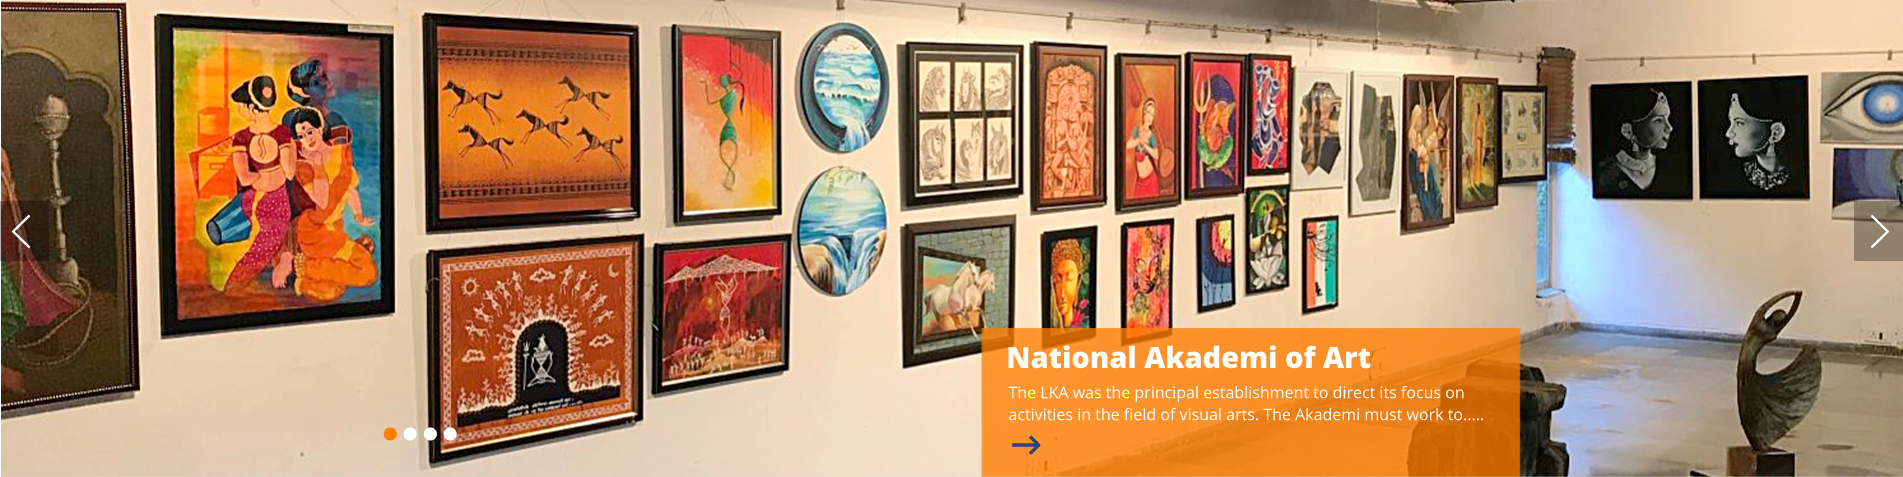 National Akademi of Art
The LKA was the principal establishment to direct its focus on
activities in the field of visual arts. The Akademi must work to.....